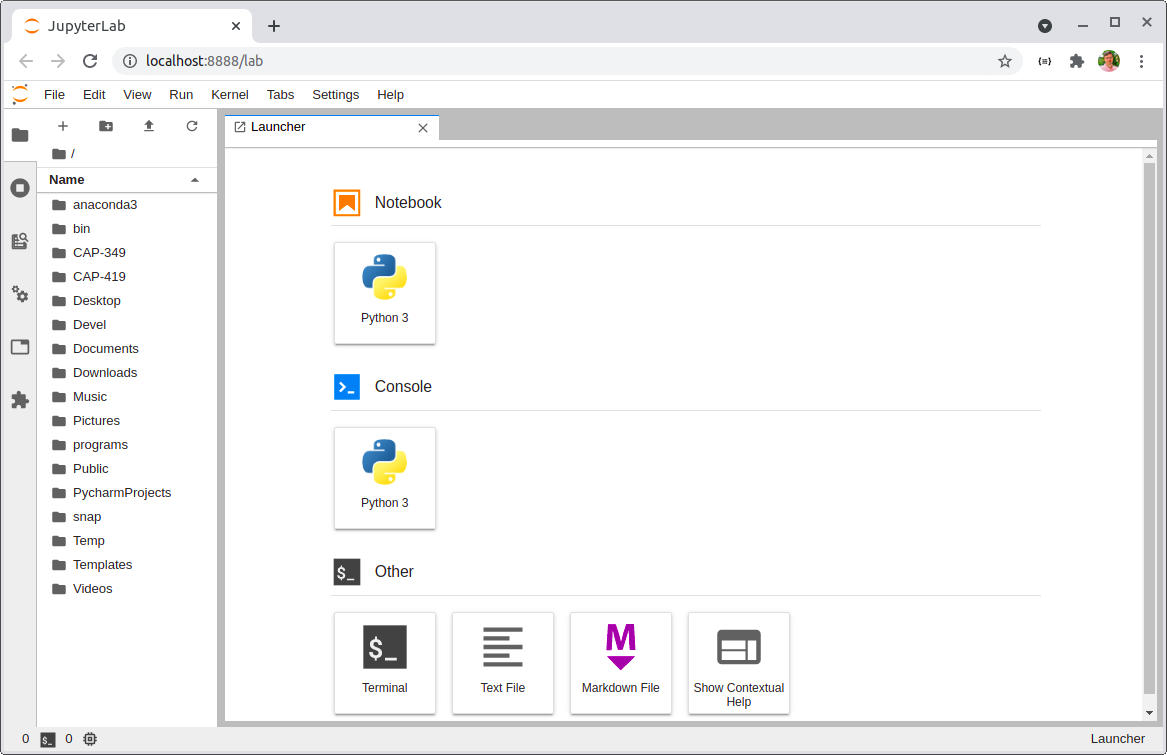 JupyterLab
localhost:8888/lab
File Edit View Run Kernel Tabs Settings Help
Launcher
/
Name
anaconda3
bin
CAP-349
CAP-419
Desktop
Devel
Documents
Downloads
Music
Pictures
programs
Public
PycharmProjects
snap
Temp
Templates
Videos
Notebook
Python 3
Console
Python 3
$_ Other
$_
Terminal
Text File
M
Markdown File
Show Contextual
Help
0 $_ 0
Launcher